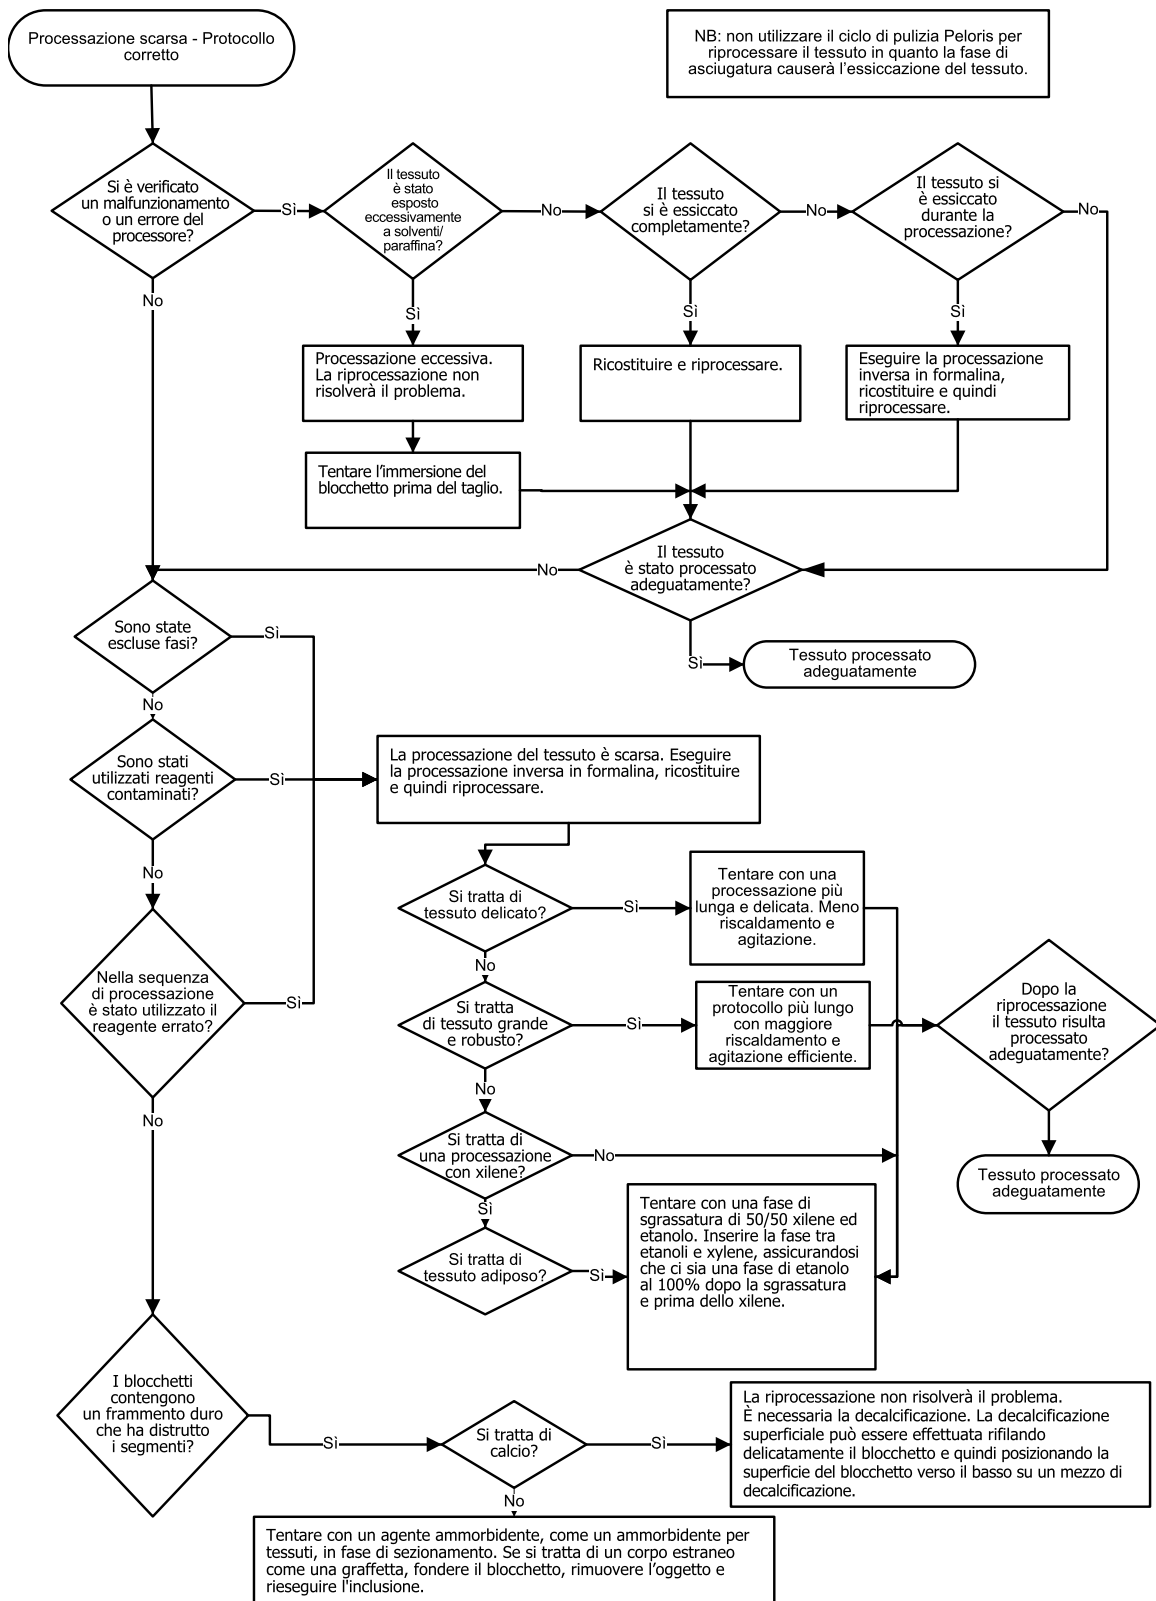 Processazione scarsa - Protocollo
corretto
NB: non utilizzare il ciclo di pulizia Peloris per
riprocessare il tessuto in quanto la fase di
asciugatura causerà l'essiccazione del tessuto.
Si è verificato
un malfunzionamento
o un errore del
processore?
Sì
Il tessuto
è stato
esposto
eccessivamente
a solventi/
paraffina?
No
Il tessuto
si è essiccato
completamente?
No
Il tessuto si
è essiccato
durante la
processazione?
No
No
Sì
Sì
Sì
Processazione eccessiva.
La riprocessazione non
risolverà il problema.
Ricostituire e riprocessare.
Eseguire la processazione
inversa in formalina,
ricostituire e quindi
riprocessare.
Tentare l'immersione del
blocchetto prima del taglio.
Il tessuto
è stato processato
adeguatamente?
No
Sì
Tessuto processato
adeguatamente
Sono state
escluse fasi?
Sì
No
Sono stati
utilizzati reagenti
contaminati?
Sì
La processazione del tessuto è scarsa. Eseguire
la processazione inversa in formalina, ricostituire
e quindi riprocessare.
No
Nella sequenza
di processazione
è stato utilizzato il
reagente errato?
Sì
No
Si tratta di
tessuto delicato?
Sì
Tentare con una
processazione più
lunga e delicata. Meno
riscaldamento e
agitazione.
No
Si tratta
di tessuto grande
e robusto?
Sì
Tentare con un
protocollo più lungo
con maggiore
riscaldamento e
agitazione efficiente.
Dopo la
riprocessazione
il tessuto risulta
processato
adeguatamente?
No
Si tratta di
una processazione
con xilene?
No
Tessuto processato
adeguatamente
Sì
Si tratta di
tessuto adiposo?
Sì
Tentare con una fase di
sgrassatura di 50/50 xilene ed
etanolo. Inserire la fase tra
etanoli e xylene, assicurandosi
che ci sia una fase di etanolo
al 100% dopo la sgrassatura
e prima dello xilene.
I blocchetti
contengono
un frammento duro
che ha distrutto
i segmenti?
Sì
Si tratta di
calcio?
Sì
La riprocessazione non risolverà il problema.
È necessaria la decalcificazione. La decalcificazione
superficiale può essere effettuata rifilando
delicatamente il blocchetto e quindi posizionando la
superficie del blocchetto verso il basso su un mezzo di
decalcificazione.
No
Tentare con un agente ammorbidente, come un ammorbidente per
tessuti, in fase di sezionamento. Se si tratta di un corpo estraneo
come una graffetta, fondere il blocchetto, rimuovere l'oggetto e
rieseguire l'inclusione.